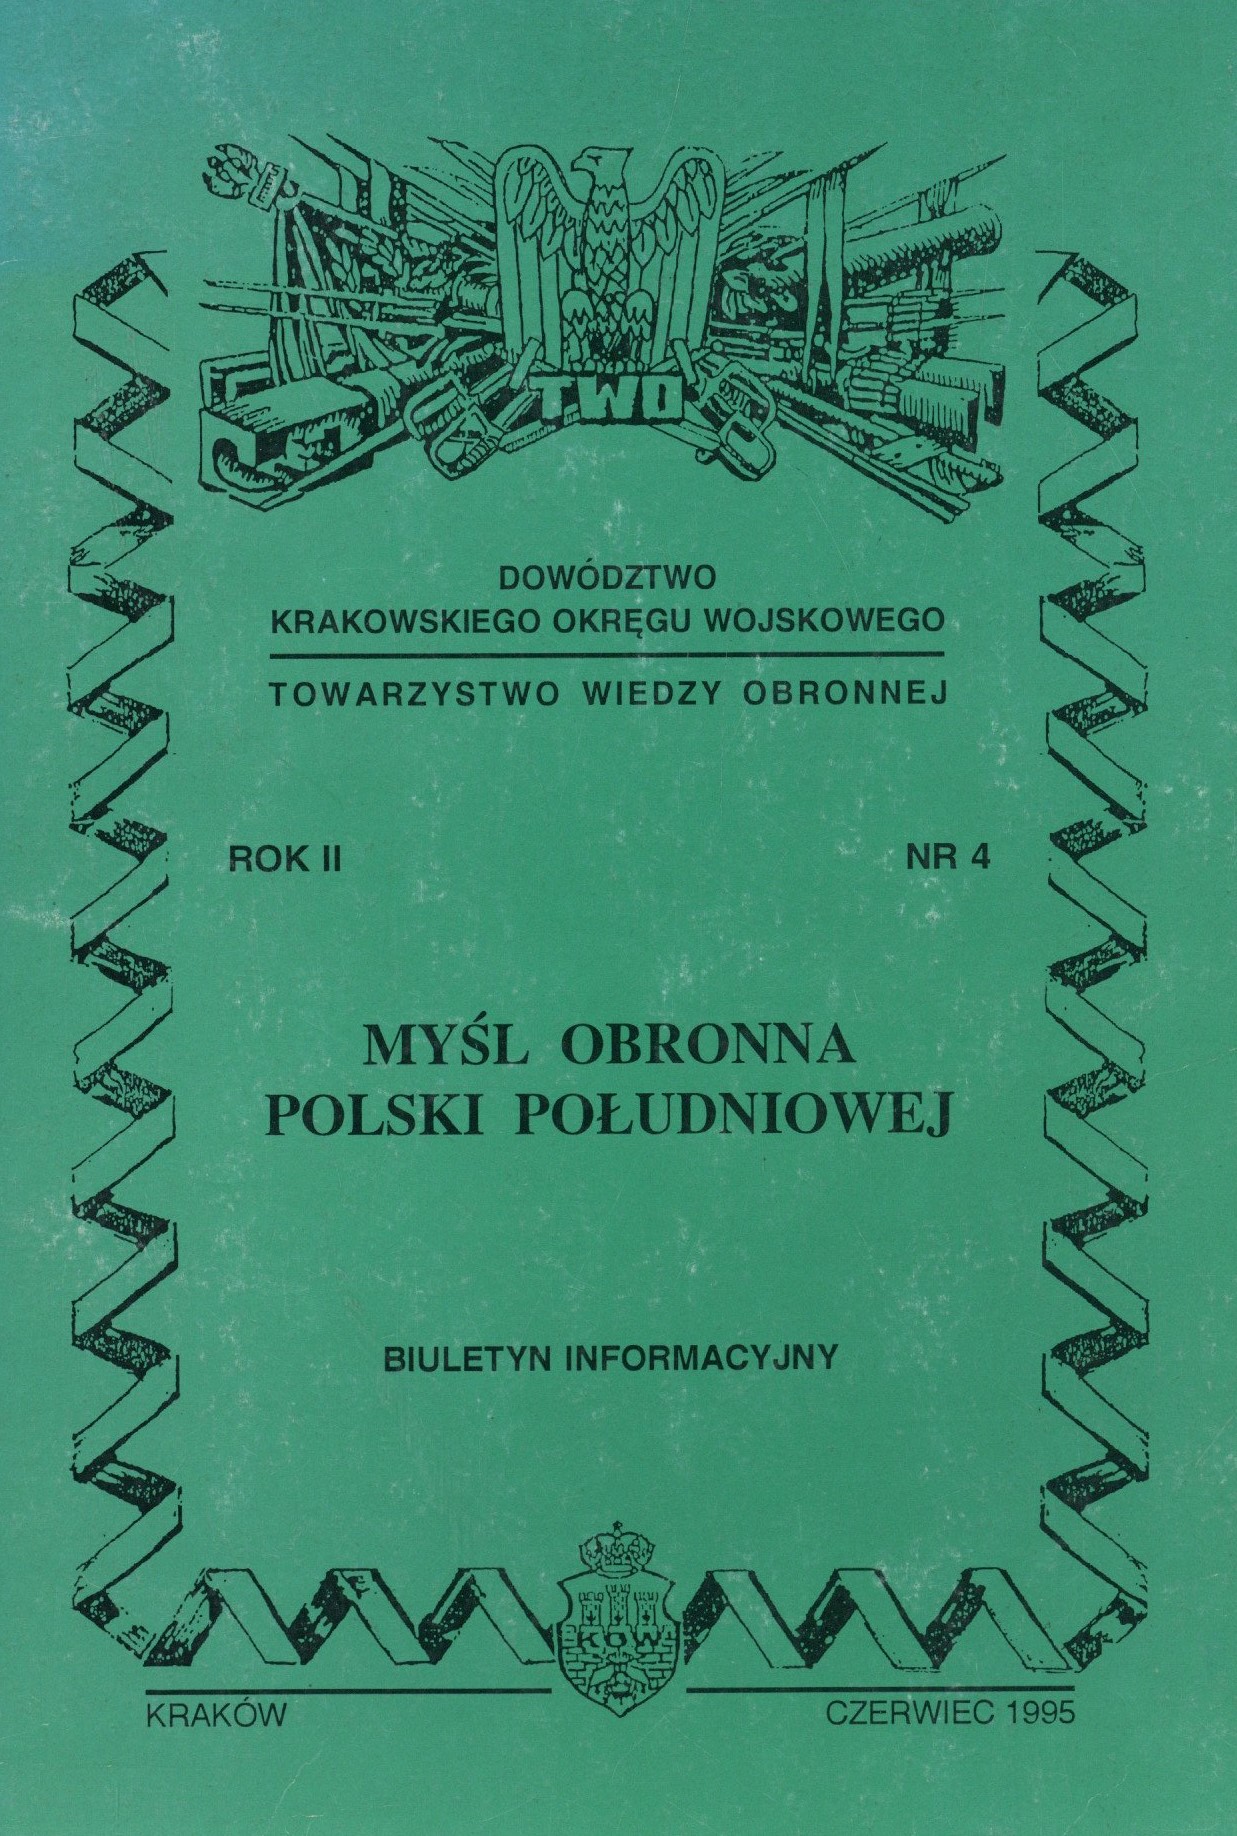 TWO
DOWÓDZTWO
KRAKOWSKIEGO OKRĘGU WOJSKOWEGO
TOWARZYSTWO WIEDZY OBRONNEJ
ROK II
NR 4
MYŚL OBRONNA
POLSKI POŁUDNIOWEJ
BIULETYN INFORMACYJNY
KOW
KRAKÓW
CZERWIEC 1995